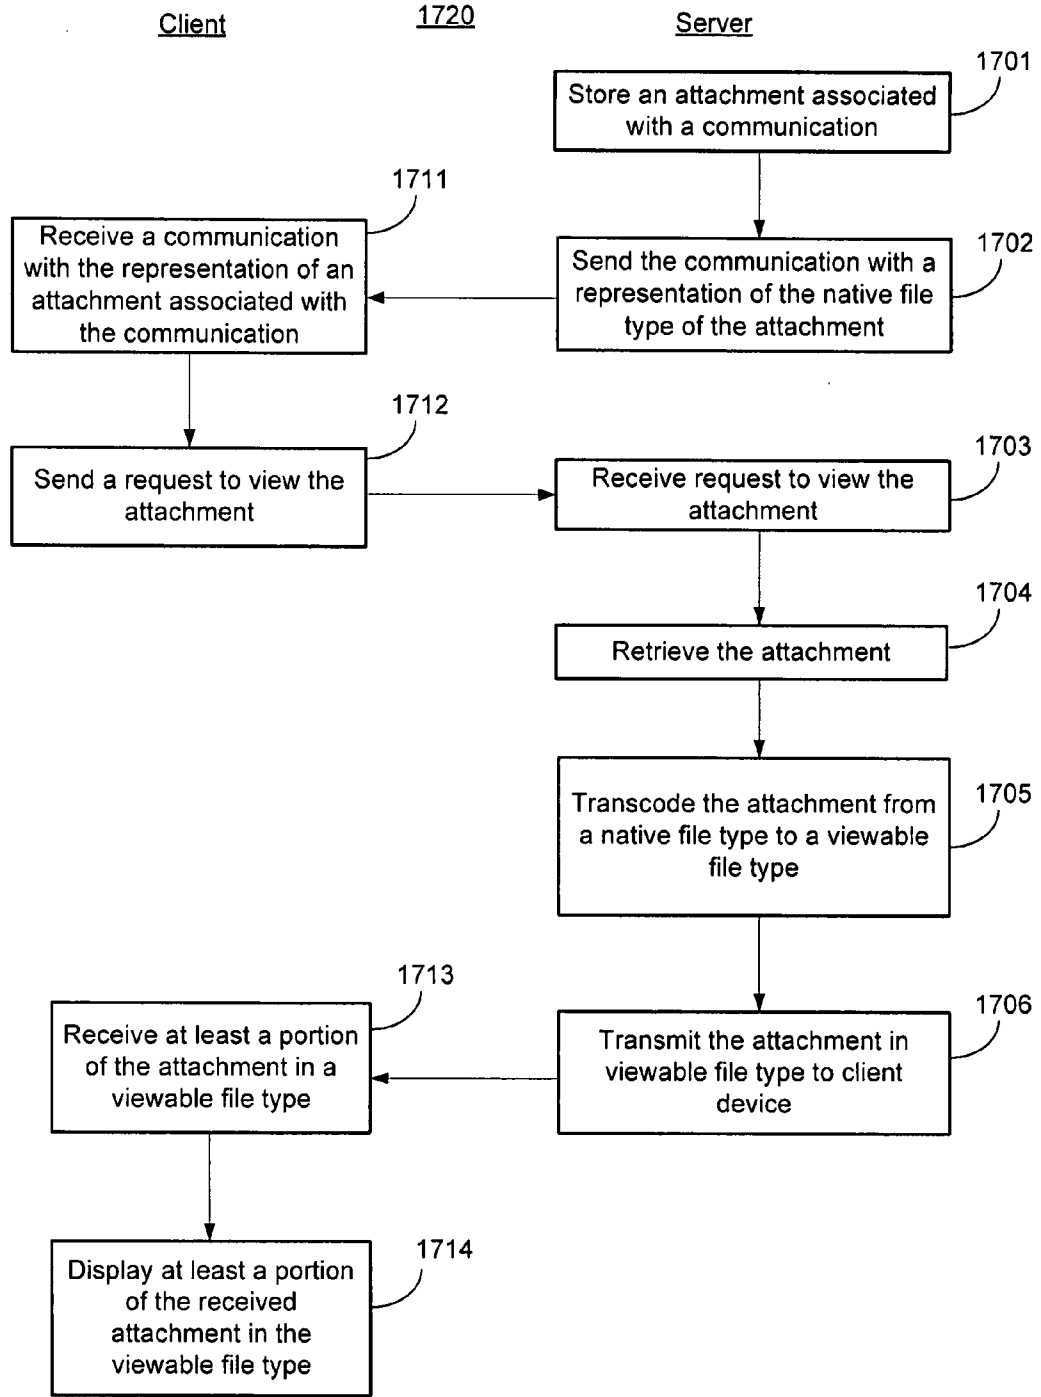 Client
1720
Server
1701
Store an attachment associated
with a communication
1711
Receive a communication
with the representation of an
attachment associated with
the communication
1702
Send the communication with a
representation of the native file
type of the attachment
1712
Send a request to view the
attachment
1703
Receive request to view the
attachment
1704
Retrieve the attachment
1705
Transcode the attachment from
a native file type to a viewable
file type
1713
Receive at least a portion
of the attachment in a
viewable file type
1706
Transmit the attachment in
viewable file type to client
device
1714
Display at least a portion
of the received
attachment in the
viewable file type